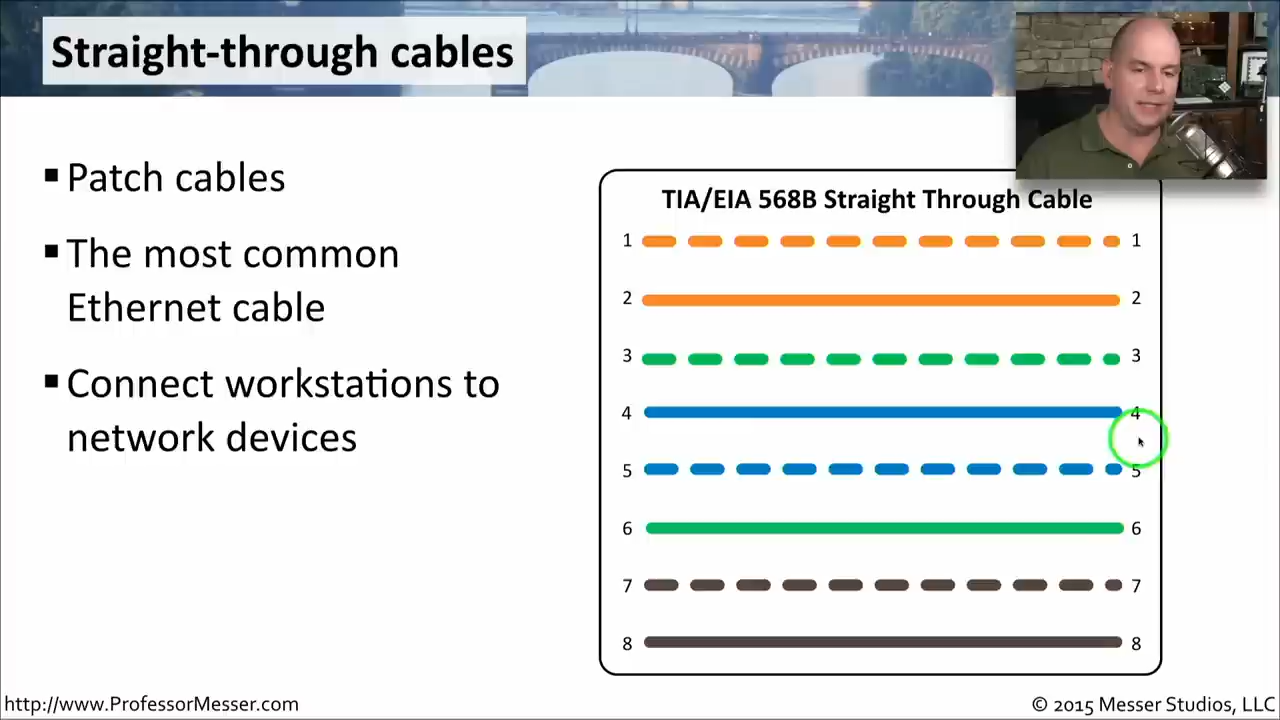 Straight-through cables
▪ Patch cables
▪ The most common
Ethernet cable
▪ Connect workstations to
network devices
TIA/EIA 568B Straight Through Cable
1 1
2 2
3 3
4 4
5 5
6 6
7 7
8 8
http://www.ProfessorMesser.com
© 2015 Messer Studios, LLC